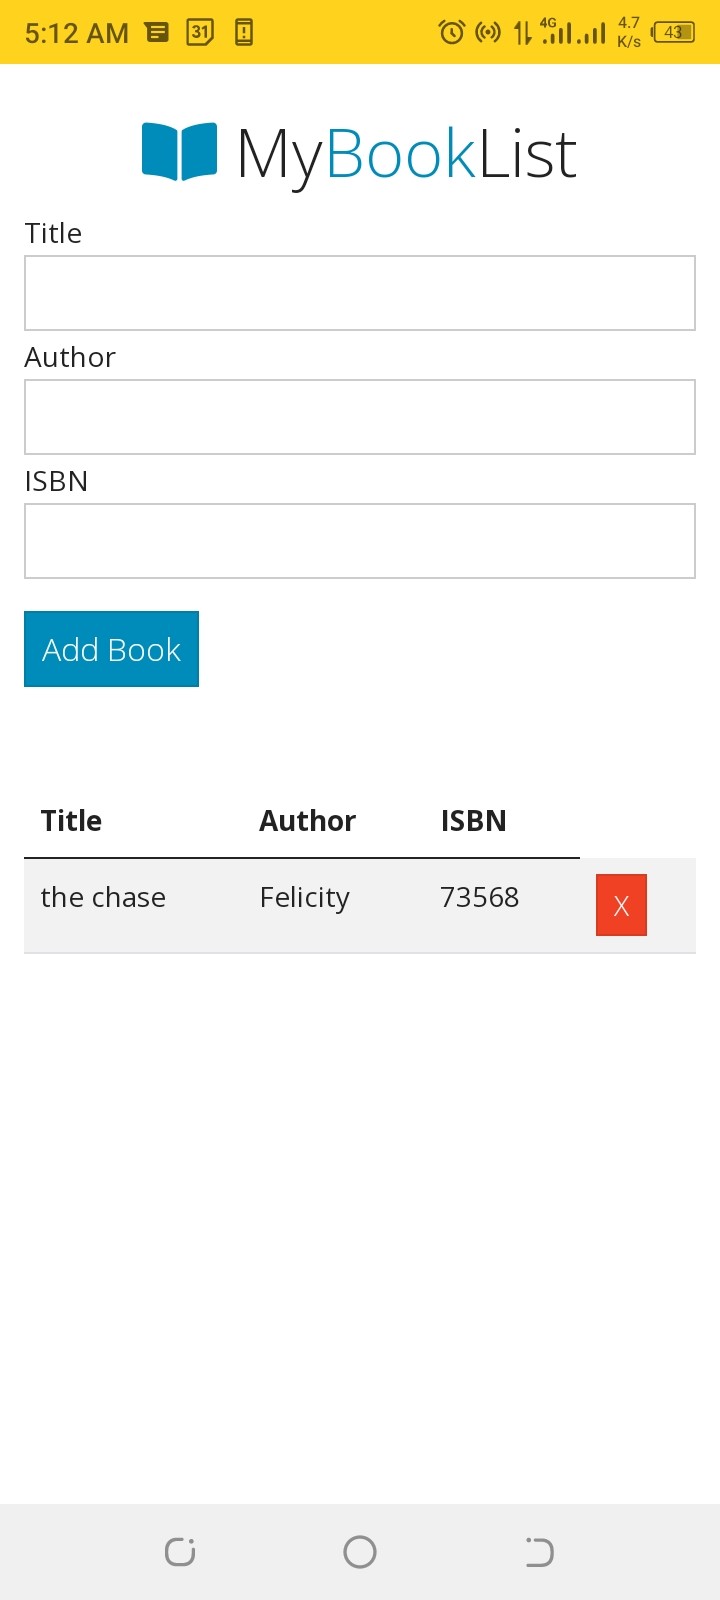 5:12 AM 31 4G 4.7 K/s 43
MyBookList
Title
Author
ISBN
Add Book
Title Author ISBN
the chase Felicity 73568 X